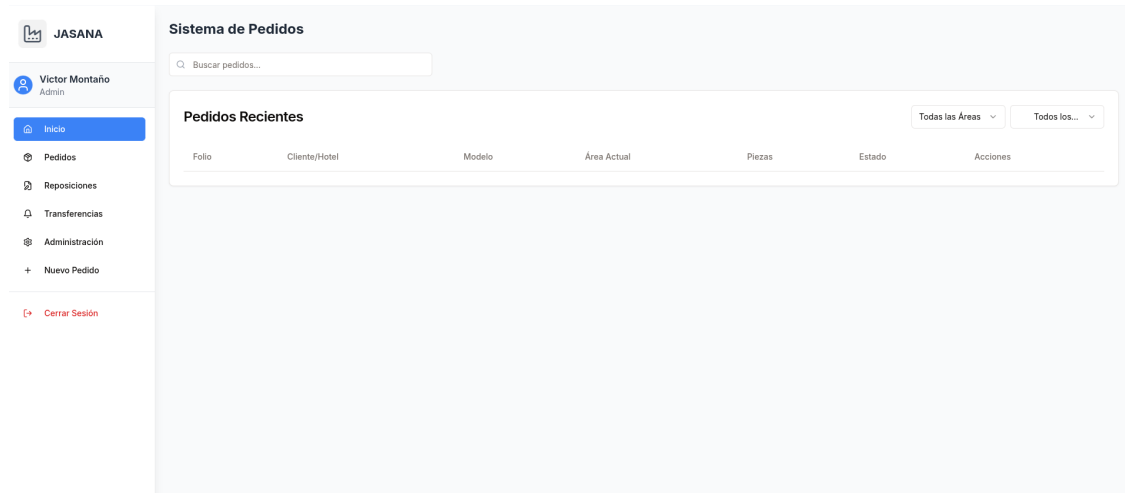 JASANA
Victor Montaño
Admin
Inicio
Pedidos
Reposiciones
Transferencias
Administración
Nuevo Pedido
Cerrar Sesión
Sistema de Pedidos
Buscar pedidos...
Pedidos Recientes
Todas las Áreas
Todos los...
Folio Cliente/Hotel Modelo Área Actual Piezas Estado Acciones